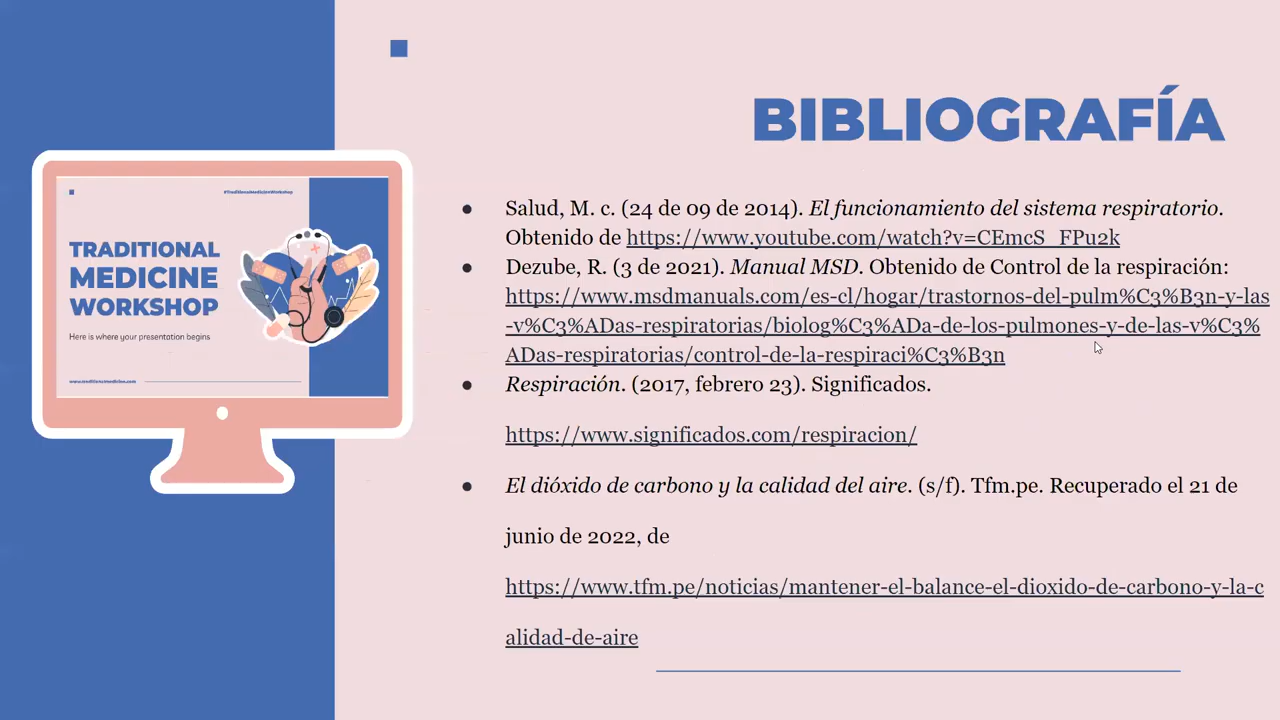 BIBLIOGRAFÍA
#TraditionalMedicineWorkshop
TRADITIONAL
MEDICINE
WORKSHOP
Here is where your presentation begins
www.traditionalmedicine.com
● Salud, M. c. (24 de 09 de 2014). El funcionamiento del sistema respiratorio.
Obtenido de https://www.youtube.com/watch?v=CEmcS_FPu2k
● Dezube, R. (3 de 2021). Manual MSD. Obtenido de Control de la respiración:
https://www.msdmanuals.com/es-cl/hogar/trastornos-del-pulm%C3%B3n-y-las
-v%C3%ADas-respiratorias/biolog%C3%ADa-de-los-pulmones-y-de-las-v%C3%
ADas-respiratorias/control-de-la-respiraci%C3%B3n
● Respiración. (2017, febrero 23). Significados.
https://www.significados.com/respiracion/
● El dióxido de carbono y la calidad del aire. (s/f). Tfm.pe. Recuperado el 21 de
junio de 2022, de
https://www.tfm.pe/noticias/mantener-el-balance-el-dioxido-de-carbono-y-la-c
alidad-de-aire